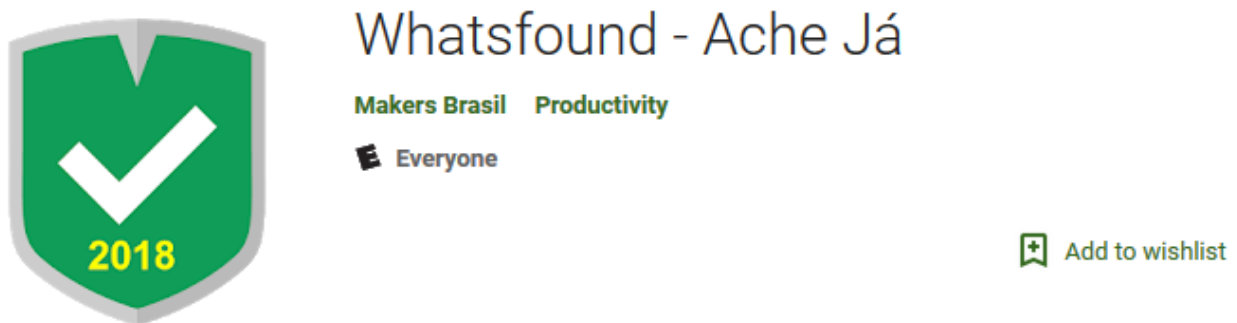 Whatsfound - Ache Já
Makers Brasil Productivity
E Everyone
2018
Add to wishlist